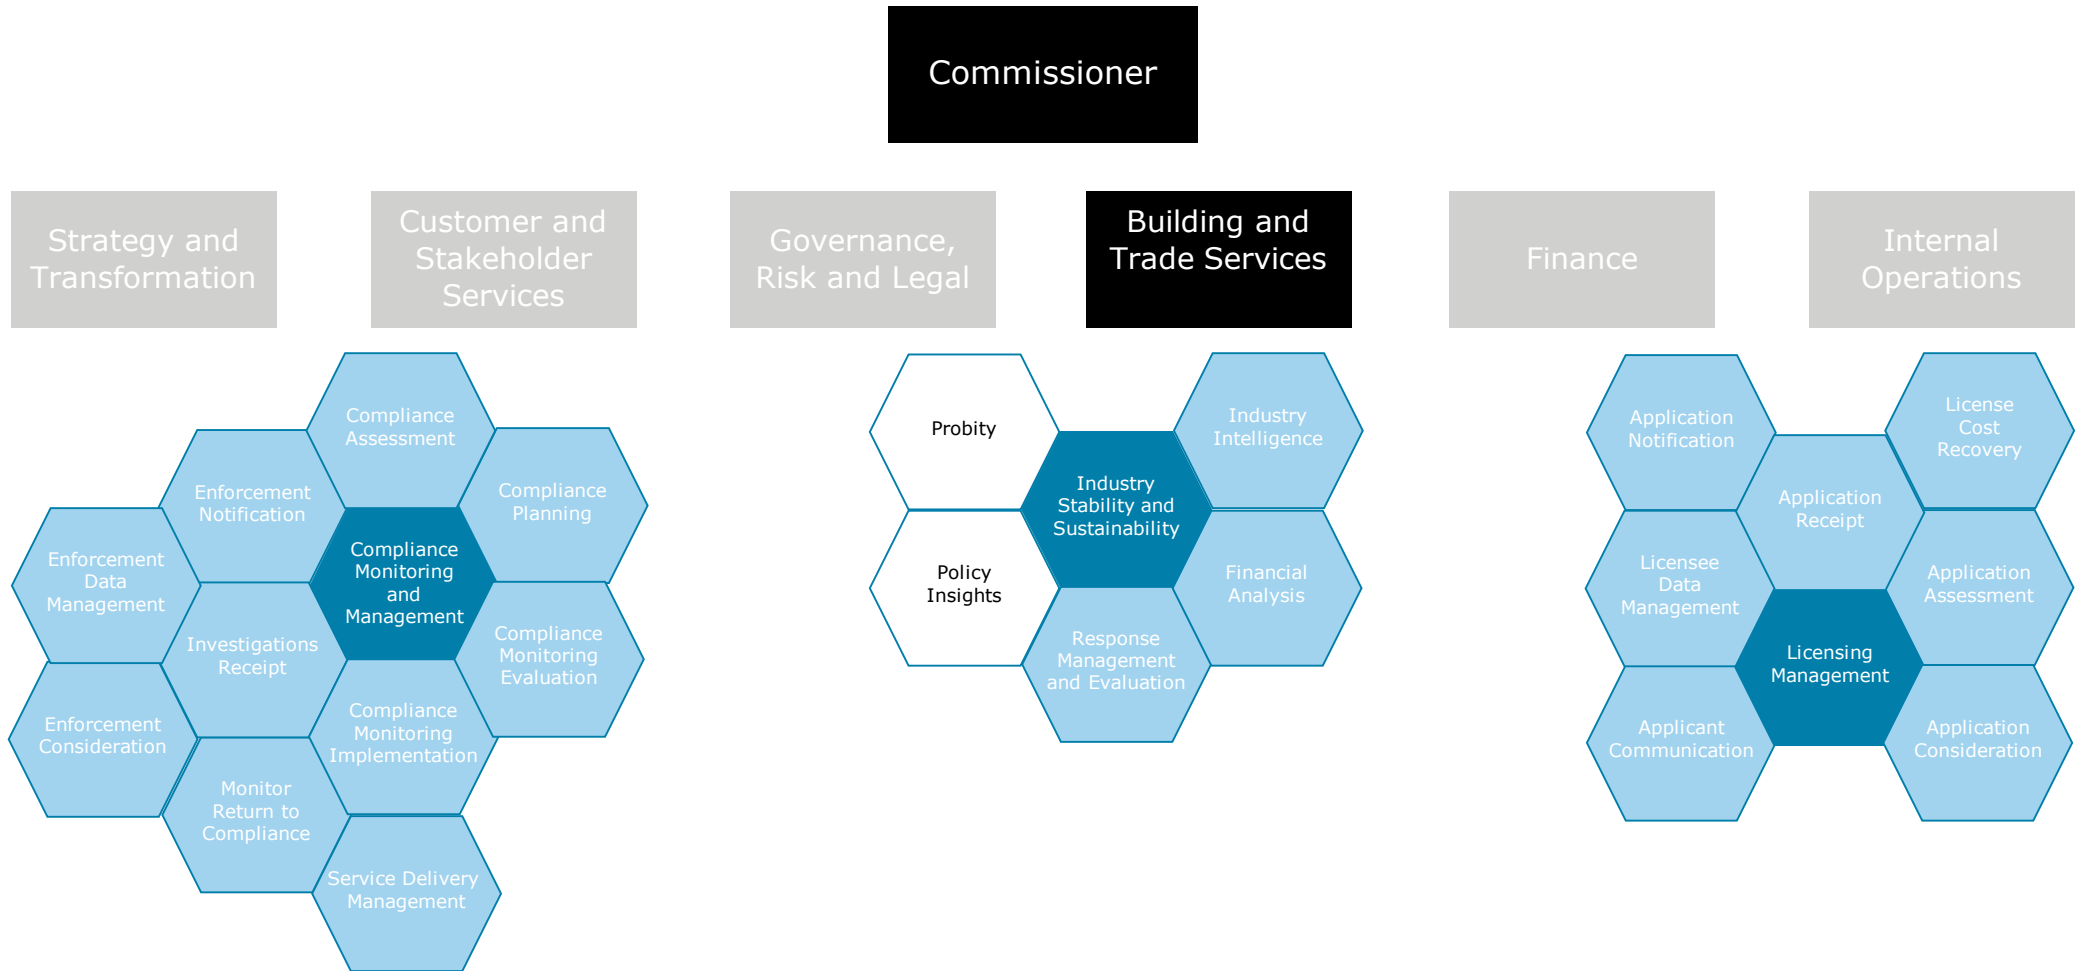 Commissioner
Strategy and
Transformation
Customer and
Stakeholder
Services
Governance,
Risk and Legal
Building and
Trade Services
Finance
Internal
Operations
Compliance
Assessment
Enforcement
Notification
Compliance
Planning
Enforcement
Data
Management
Compliance
Monitoring
and
Management
Investigations
Receipt
Compliance
Monitoring
Evaluation
Enforcement
Consideration
Compliance
Monitoring
Implementation
Monitor
Return to
Compliance
Service Delivery
Management
Probity
Industry
Intelligence
Industry
Stability and
Sustainability
Policy
Insights
Financial
Analysis
Response
Management
and Evaluation
Application
Notification
License
Cost
Recovery
Application
Receipt
Licensee
Data
Management
Application
Assessment
Licensing
Management
Applicant
Communication
Application
Consideration